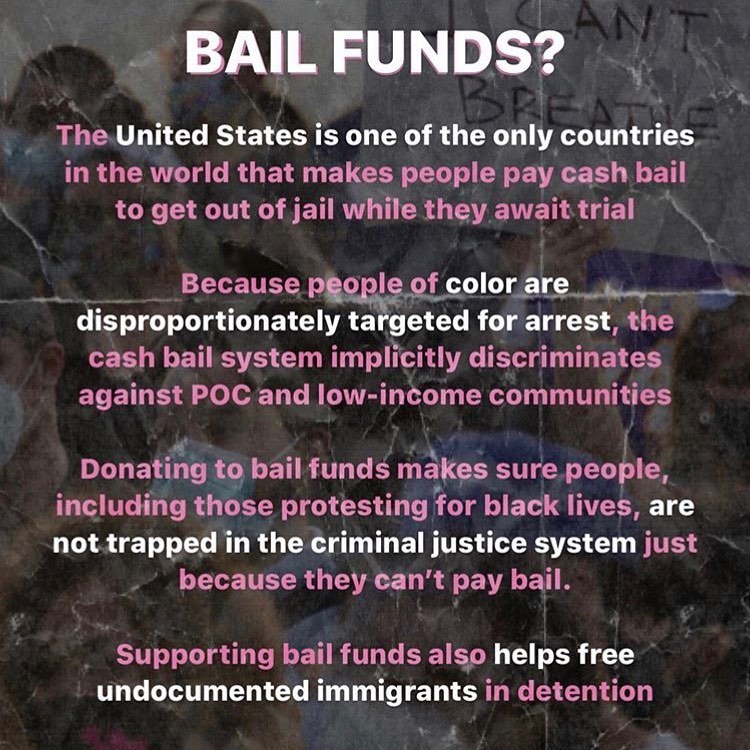 I CAN'T
BREATHE
BAIL FUNDS?
The United States is one of the only countries
in the world that makes people pay cash bail
to get out of jail while they await trial
Because people of color are
disproportionately targeted for arrest, the
cash bail system implicitly discriminates
against POC and low-income communities
Donating to bail funds makes sure people,
including those protesting for black lives, are
not trapped in the criminal justice system just
because they can’t pay bail.
Supporting bail funds also helps free
undocumented immigrants in detention